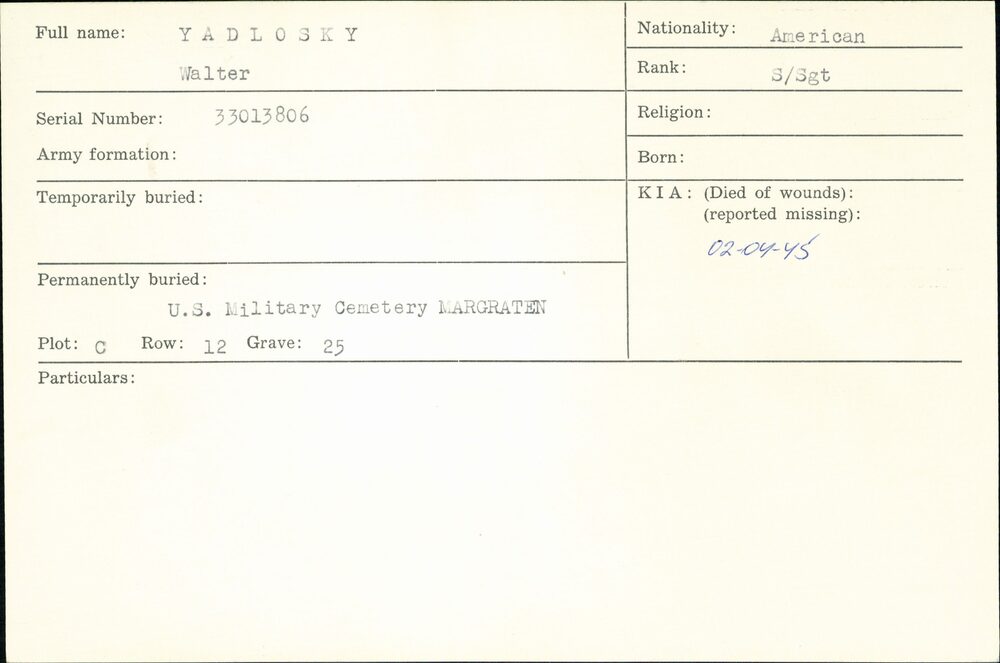 Full name: Y A D L O S K Y
Walter
Nationality: American
Rank: S/Sgt
Serial Number: 33013806
Army formation:
Religion:
Born:
Temporarily buried:
K I A: (Died of wounds):
(reported missing):
02-04-45
Permanently buried:
U.S. Military Cemetery MARGRATEN
Plot: C Row: 12 Grave: 25
Particulars: